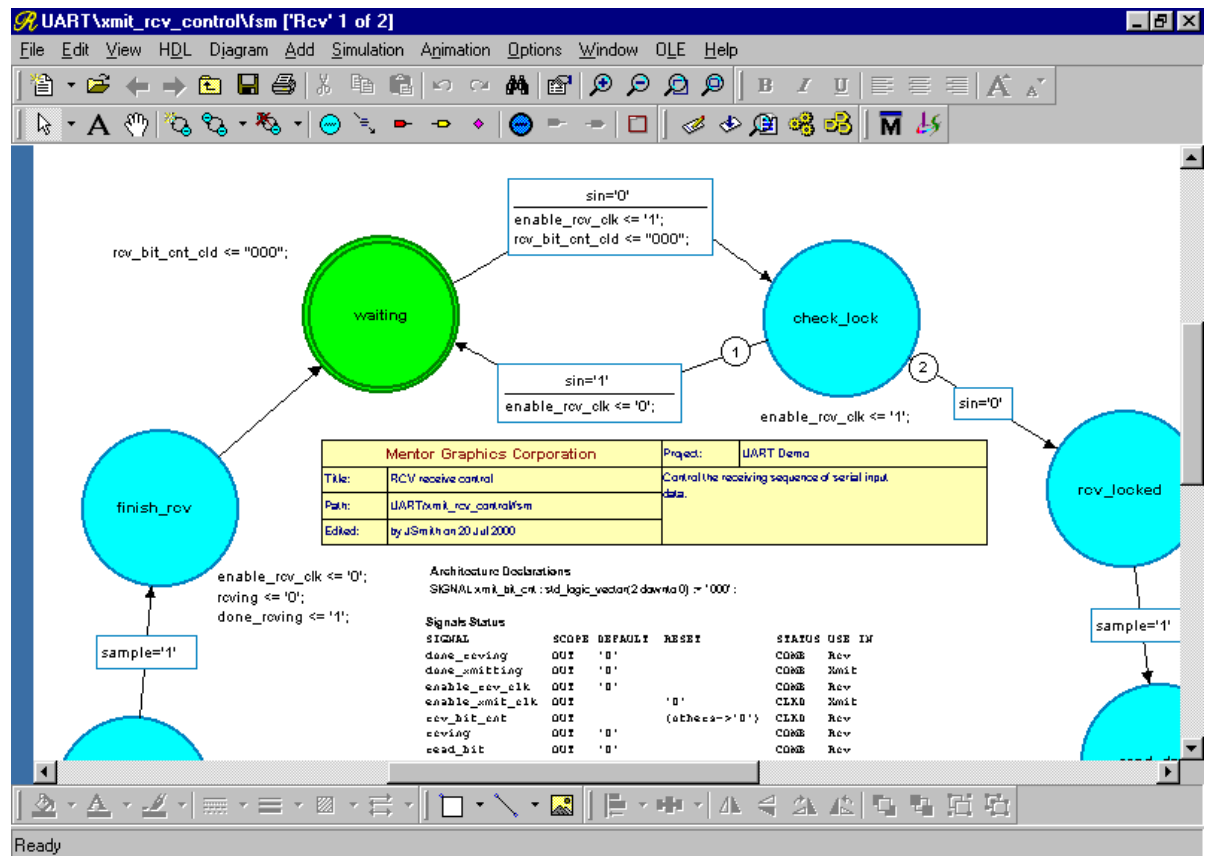 UART\xmit_rcv_control\fsm ['Rcv' 1 of 2]
File Edit View HDL Diagram Add Simulation Animation Options Window OLE Help
B I U A A
A M
sin='0'
enable_rcv_clk <= '1';
rcv_bit_cnt_cld <= "000";
rcv_bit_cnt_cld <= "000";
waiting
check_lock
1
2
sin='1'
enable_rcv_clk <= '0';
enable_rcv_clk <= '1';
sin='0'
Mentor Graphics Corporation
Project: UART Demo
Title: RCV receive control
Control the receiving sequence of serial input
data.
Path: UART/xmit_rcv_control/fsm
Edited: by JSmith on 20 Jul 2000
finish_rcv
rcv_locked
enable_rcv_clk <= '0';
rcving <= '0';
done_rcving <= '1';
sample='1'
sample='1'
Architecture Declarations
SIGNAL xmit_bit_cnt : std_logic_vector(2 downto 0) := "000" ;
Signals Status
SIGNAL SCOPE DEFAULT RESET STATUS USE IN
done_rcving OUT '0' COMB Rcv
done_xmitting OUT '0' COMB Xmit
enable_rcv_clk OUT '0' COMB Rcv
enable_xmit_clk OUT '0' CLKD Xmit
rcv_bit_cnt OUT (others=>'0') CLKD Rcv
rcving OUT '0' COMB Rcv
read_bit OUT '0' COMB Rcv
Ready